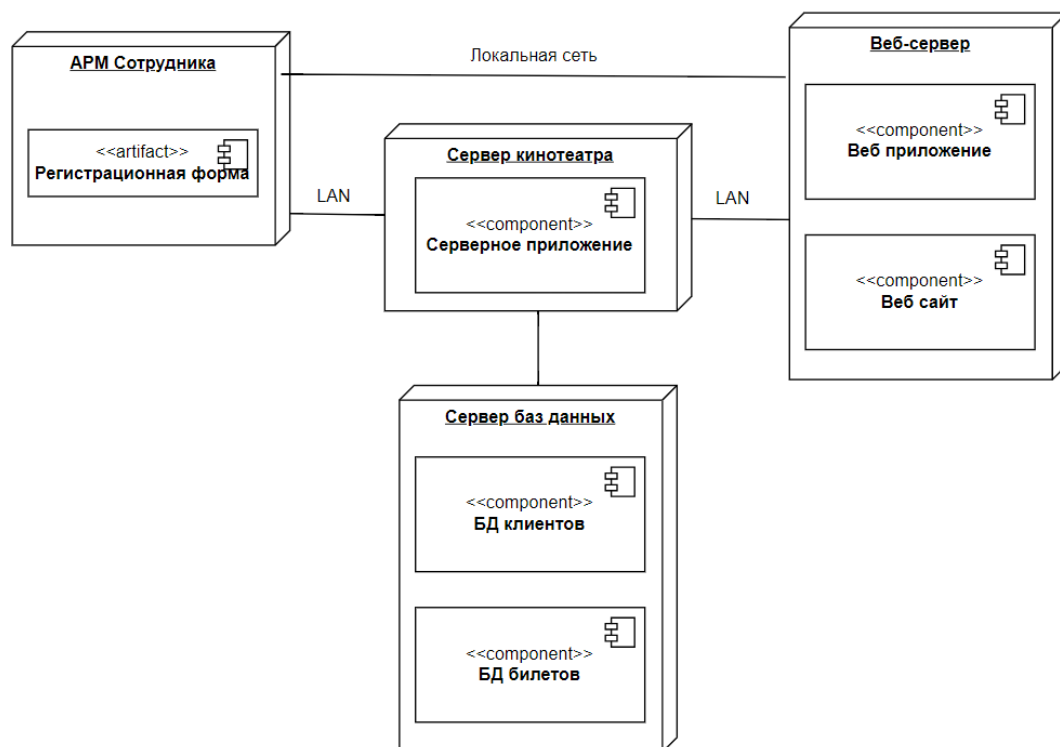 АРМ Сотрудника
<<artifact>>
Регистрационная форма
Локальная сеть
LAN
Сервер кинотеатра
<<component>>
Серверное приложение
LAN
Веб-сервер
<<component>>
Веб приложение
<<component>>
Веб сайт
Сервер баз данных
<<component>>
БД клиентов
<<component>>
БД билетов